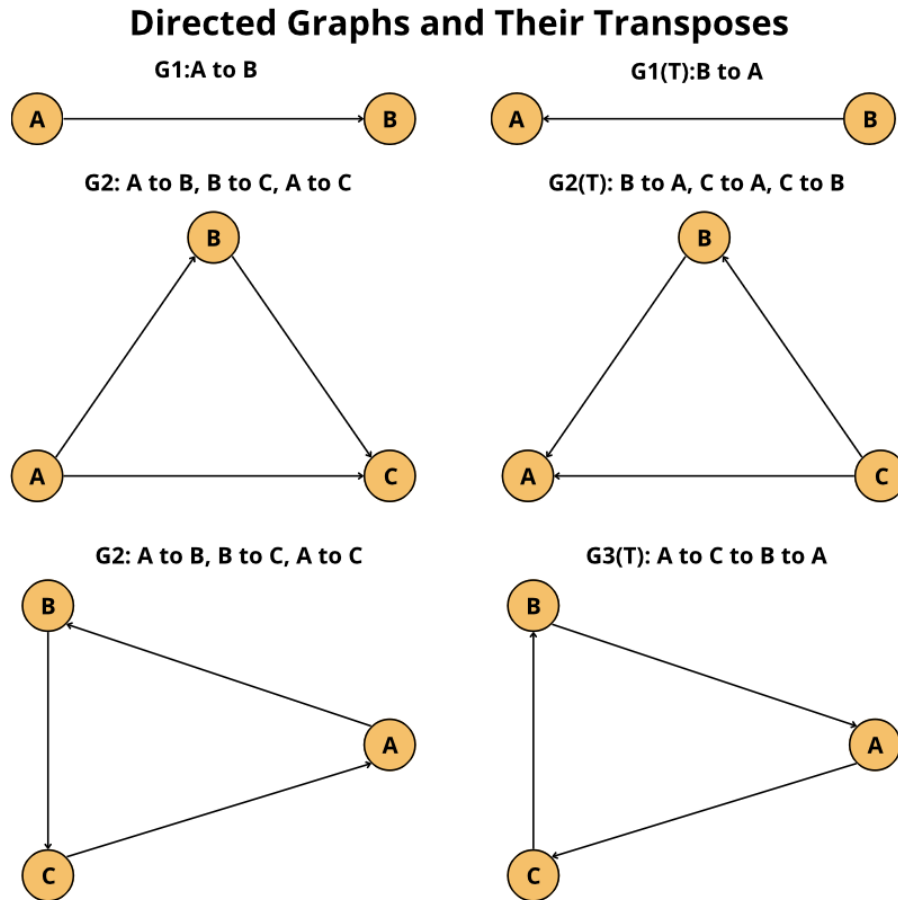 Directed Graphs and Their Transposes
G1:A to B
G1(T):B to A
A
B
A
B
G2: A to B, B to C, A to C
G2(T): B to A, C to A, C to B
B
B
A
C
A
C
G2: A to B, B to C, A to C
G3(T): A to C to B to A
B
B
A
A
C
C